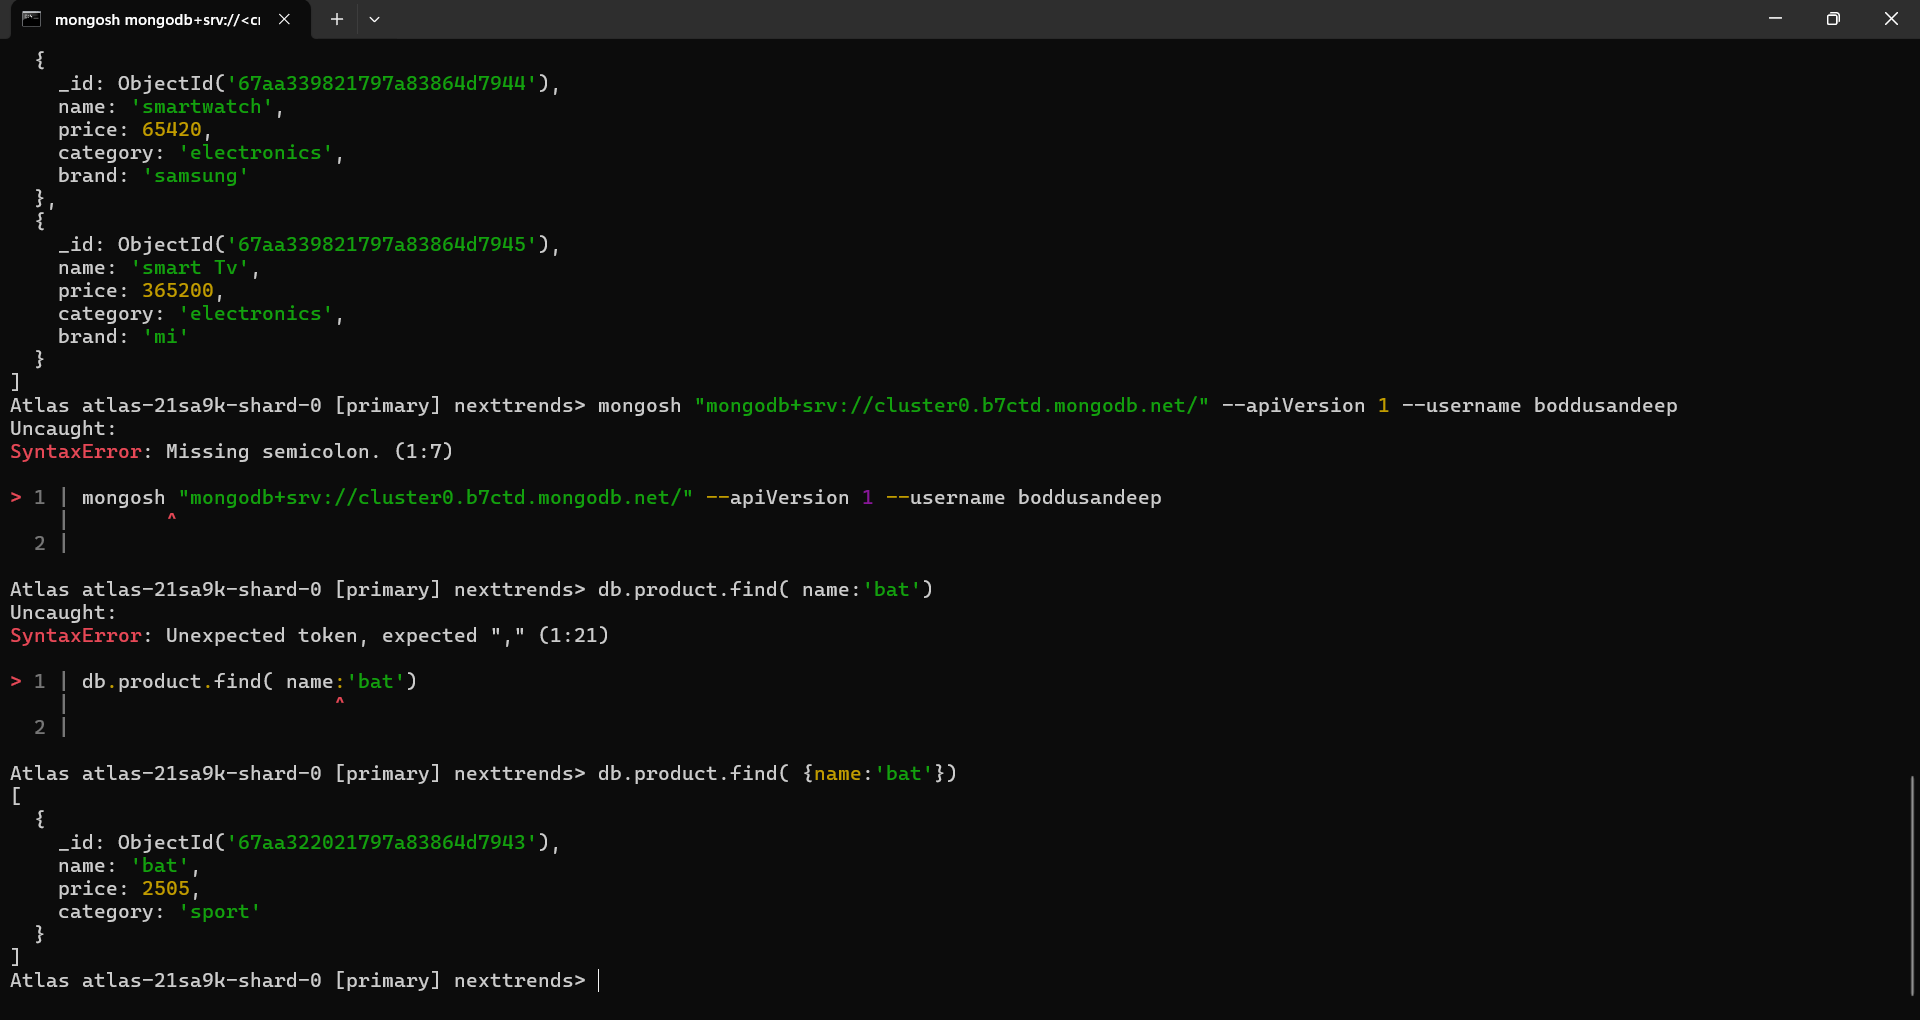 mongosh mongodb+srv://<cr
{
_id: ObjectId('67aa339821797a83864d7944'),
name: 'smartwatch',
price: 65420,
category: 'electronics',
brand: 'samsung'
},
{
_id: ObjectId('67aa339821797a83864d7945'),
name: 'smart Tv',
price: 365200,
category: 'electronics',
brand: 'mi'
}
]
Atlas atlas-21sa9k-shard-0 [primary] nexttrends> mongosh "mongodb+srv://cluster0.b7ctd.mongodb.net/" --apiVersion 1 --username boddusandeep
Uncaught:
SyntaxError: Missing semicolon. (1:7)
> 1 | mongosh "mongodb+srv://cluster0.b7ctd.mongodb.net/" --apiVersion 1 --username boddusandeep
| ^
2 |
Atlas atlas-21sa9k-shard-0 [primary] nexttrends> db.product.find( name:'bat')
Uncaught:
SyntaxError: Unexpected token, expected "," (1:21)
> 1 | db.product.find( name:'bat')
| ^
2 |
Atlas atlas-21sa9k-shard-0 [primary] nexttrends> db.product.find( {name:'bat'})
[
{
_id: ObjectId('67aa322021797a83864d7943'),
name: 'bat',
price: 2505,
category: 'sport'
}
]
Atlas atlas-21sa9k-shard-0 [primary] nexttrends>